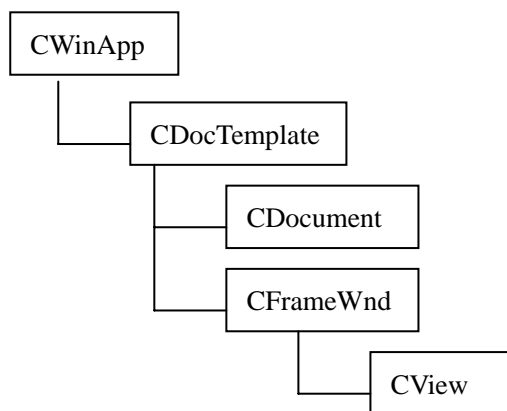 CWinApp
CDocTemplate
CDocument
CFrameWnd
CView